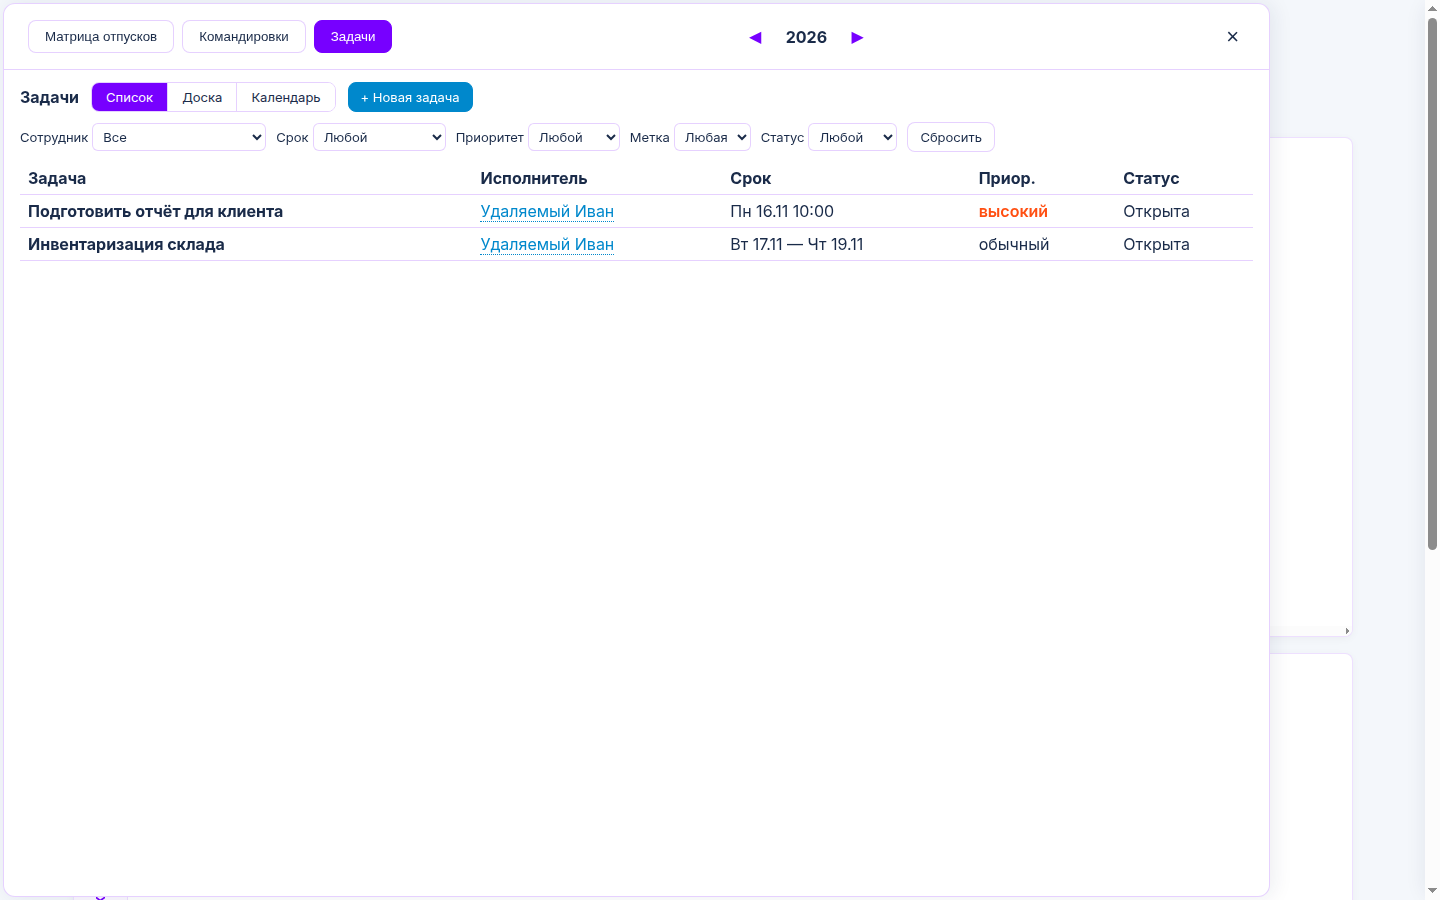 Матрица отпусков Командировки Задачи ◀ 2026 ▶ ×
Задачи Список Доска Календарь + Новая задача
Сотрудник Все Срок Любой Приоритет Любой Метка Любая Статус Любой Сбросить
Задача Исполнитель Срок Приор. Статус
Подготовить отчёт для клиента Удаляемый Иван Пн 16.11 10:00 высокий Открыта
Инвентаризация склада Удаляемый Иван Вт 17.11 — Чт 19.11 обычный Открыта